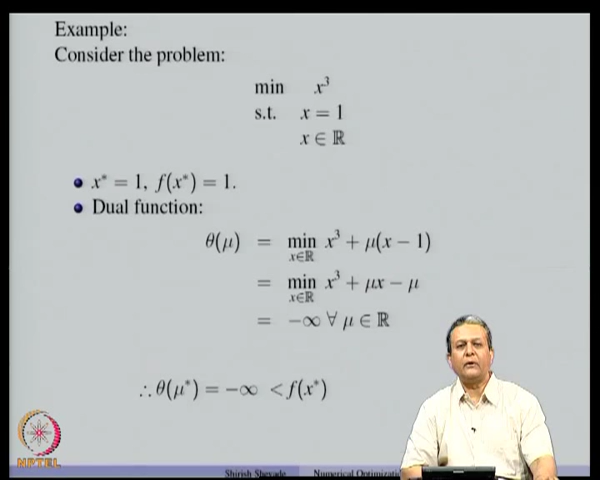 Example:
Consider the problem:
min x³
s.t. x = 1
x ∈ ℝ
x* = 1, f(x*) = 1.
Dual function:
θ(μ) = min x³ + μ(x − 1)
x∈ℝ
= min x³ + μx − μ
x∈ℝ
= −∞ ∀ μ ∈ ℝ
∴ θ(μ*) = −∞ < f(x*)
NPTEL
Shirish Shevade Numerical Optimizatio